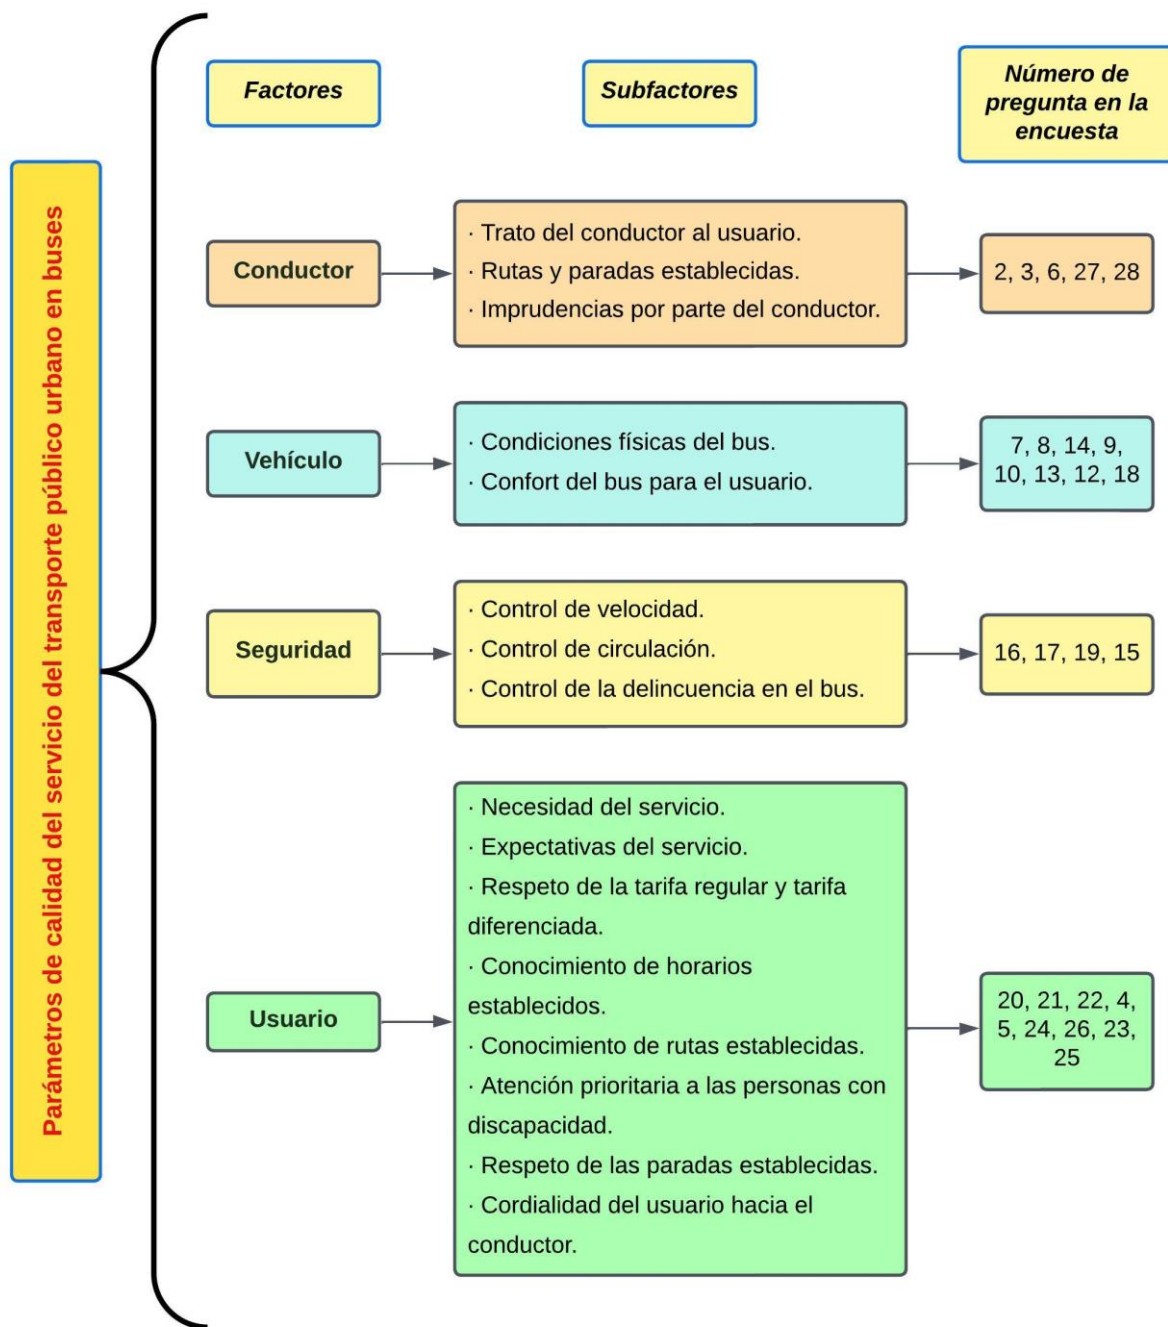 Parámetros de calidad del servicio del transporte público urbano en buses
Factores
Subfactores
Número de
pregunta en la
encuesta
Conductor
· Trato del conductor al usuario.
· Rutas y paradas establecidas.
· Imprudencias por parte del conductor.
2, 3, 6, 27, 28
Vehículo
· Condiciones físicas del bus.
· Confort del bus para el usuario.
7, 8, 14, 9,
10, 13, 12, 18
Seguridad
· Control de velocidad.
· Control de circulación.
· Control de la delincuencia en el bus.
16, 17, 19, 15
Usuario
· Necesidad del servicio.
· Expectativas del servicio.
· Respeto de la tarifa regular y tarifa
diferenciada.
· Conocimiento de horarios
establecidos.
· Conocimiento de rutas establecidas.
· Atención prioritaria a las personas con
discapacidad.
· Respeto de las paradas establecidas.
· Cordialidad del usuario hacia el
conductor.
20, 21, 22, 4,
5, 24, 26, 23,
25